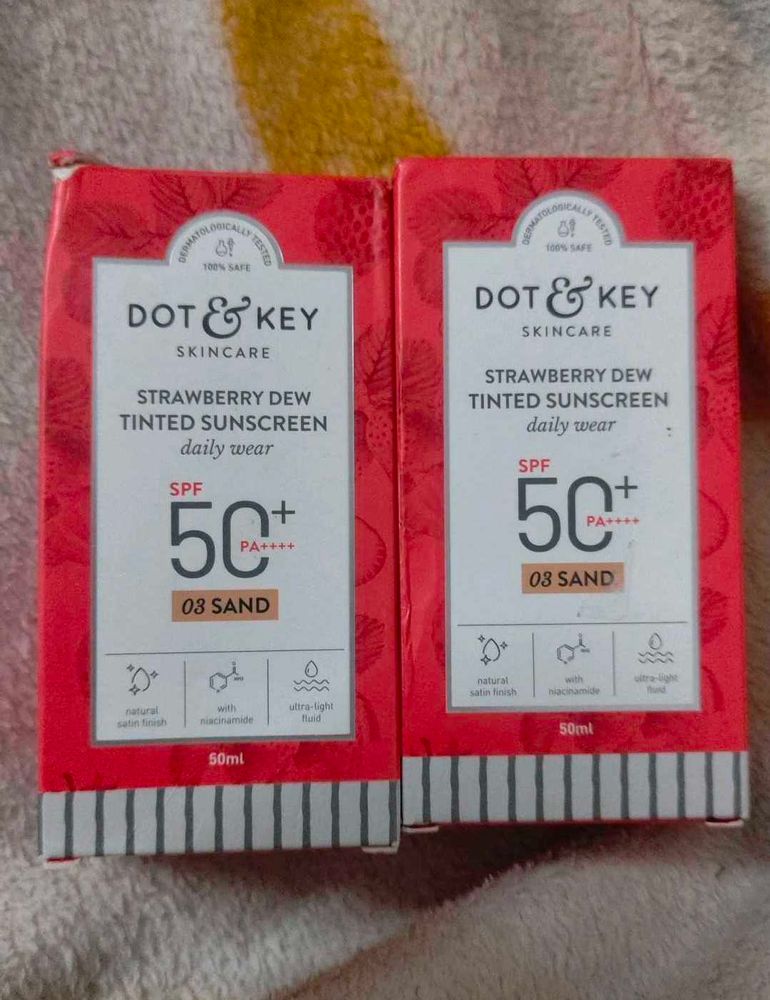 DERMATOLOGICALLY TESTED
100% SAFE
DOT & KEY
SKINCARE
STRAWBERRY DEW
TINTED SUNSCREEN
daily wear
SPF
50+
PA++++
03 SAND
natural
satin finish
with
niacinamide
ultra-light
fluid
50ml
DERMATOLOGICALLY TESTED
100% SAFE
DOT & KEY
SKINCARE
STRAWBERRY DEW
TINTED SUNSCREEN
daily wear
SPF
50+
PA++++
03 SAND
natural
satin finish
with
niacinamide
ultra-light
fluid
50ml